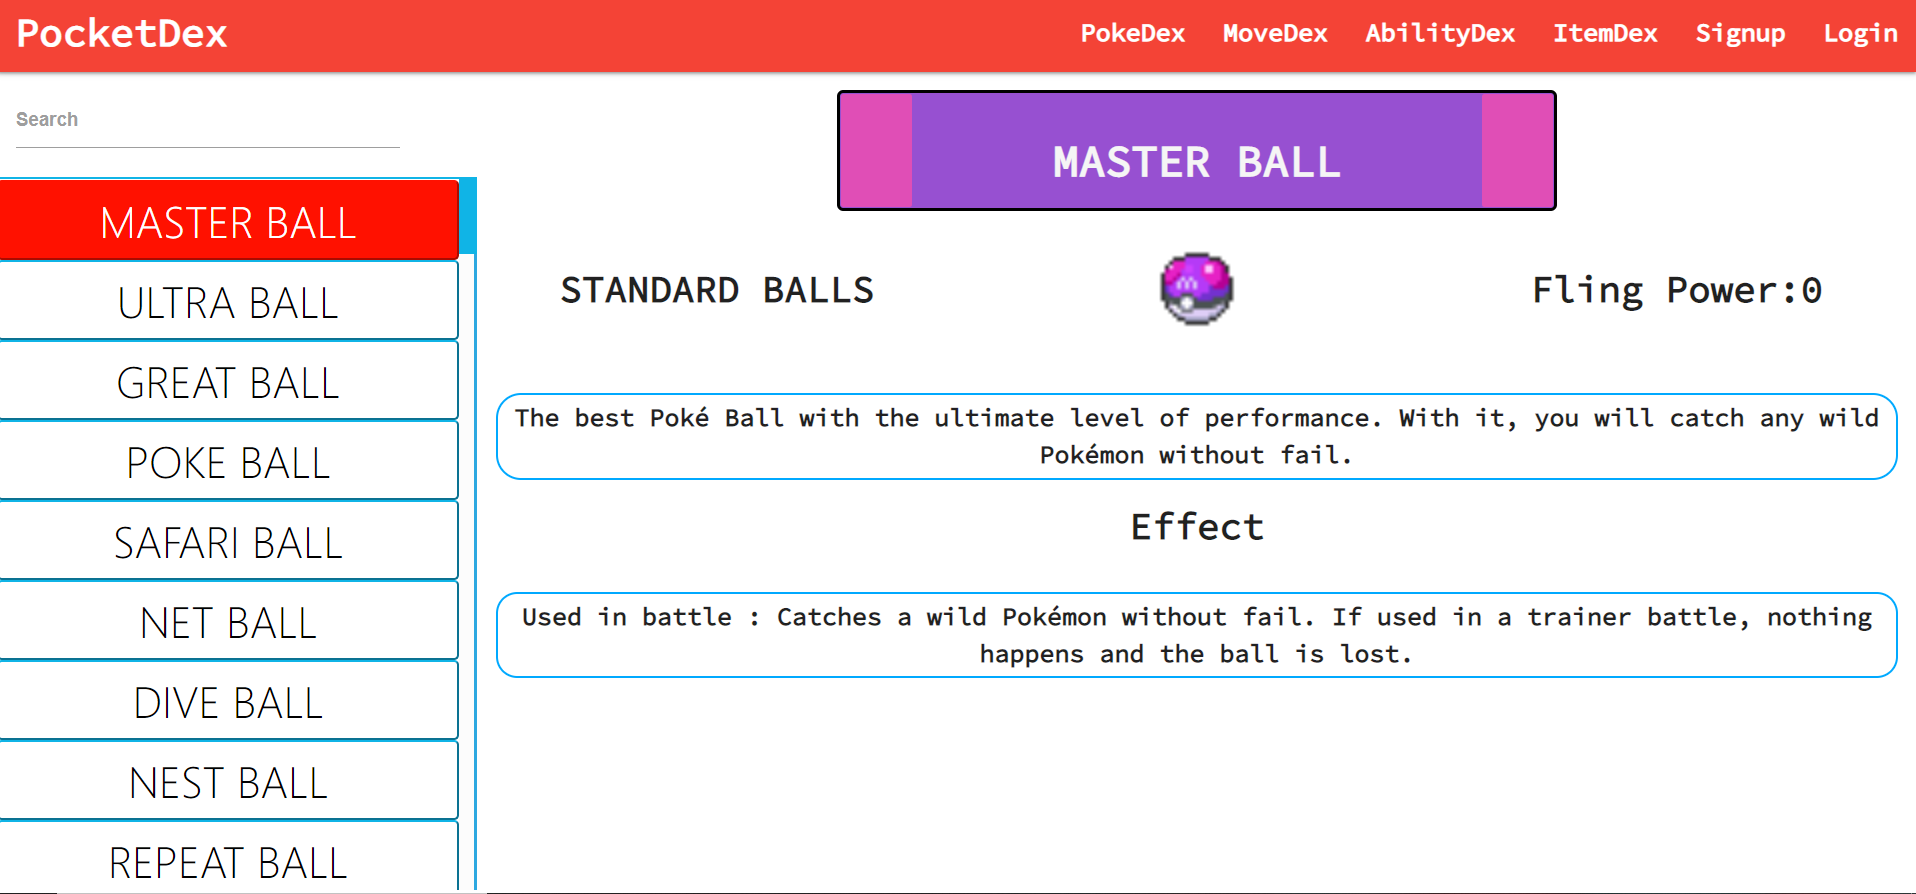 PocketDex
PokeDex MoveDex AbilityDex ItemDex Signup Login
Search
MASTER BALL
ULTRA BALL
GREAT BALL
POKE BALL
SAFARI BALL
NET BALL
DIVE BALL
NEST BALL
REPEAT BALL
MASTER BALL
STANDARD BALLS
Fling Power:0
The best Poké Ball with the ultimate level of performance. With it, you will catch any wild
Pokémon without fail.
Effect
Used in battle : Catches a wild Pokémon without fail. If used in a trainer battle, nothing
happens and the ball is lost.